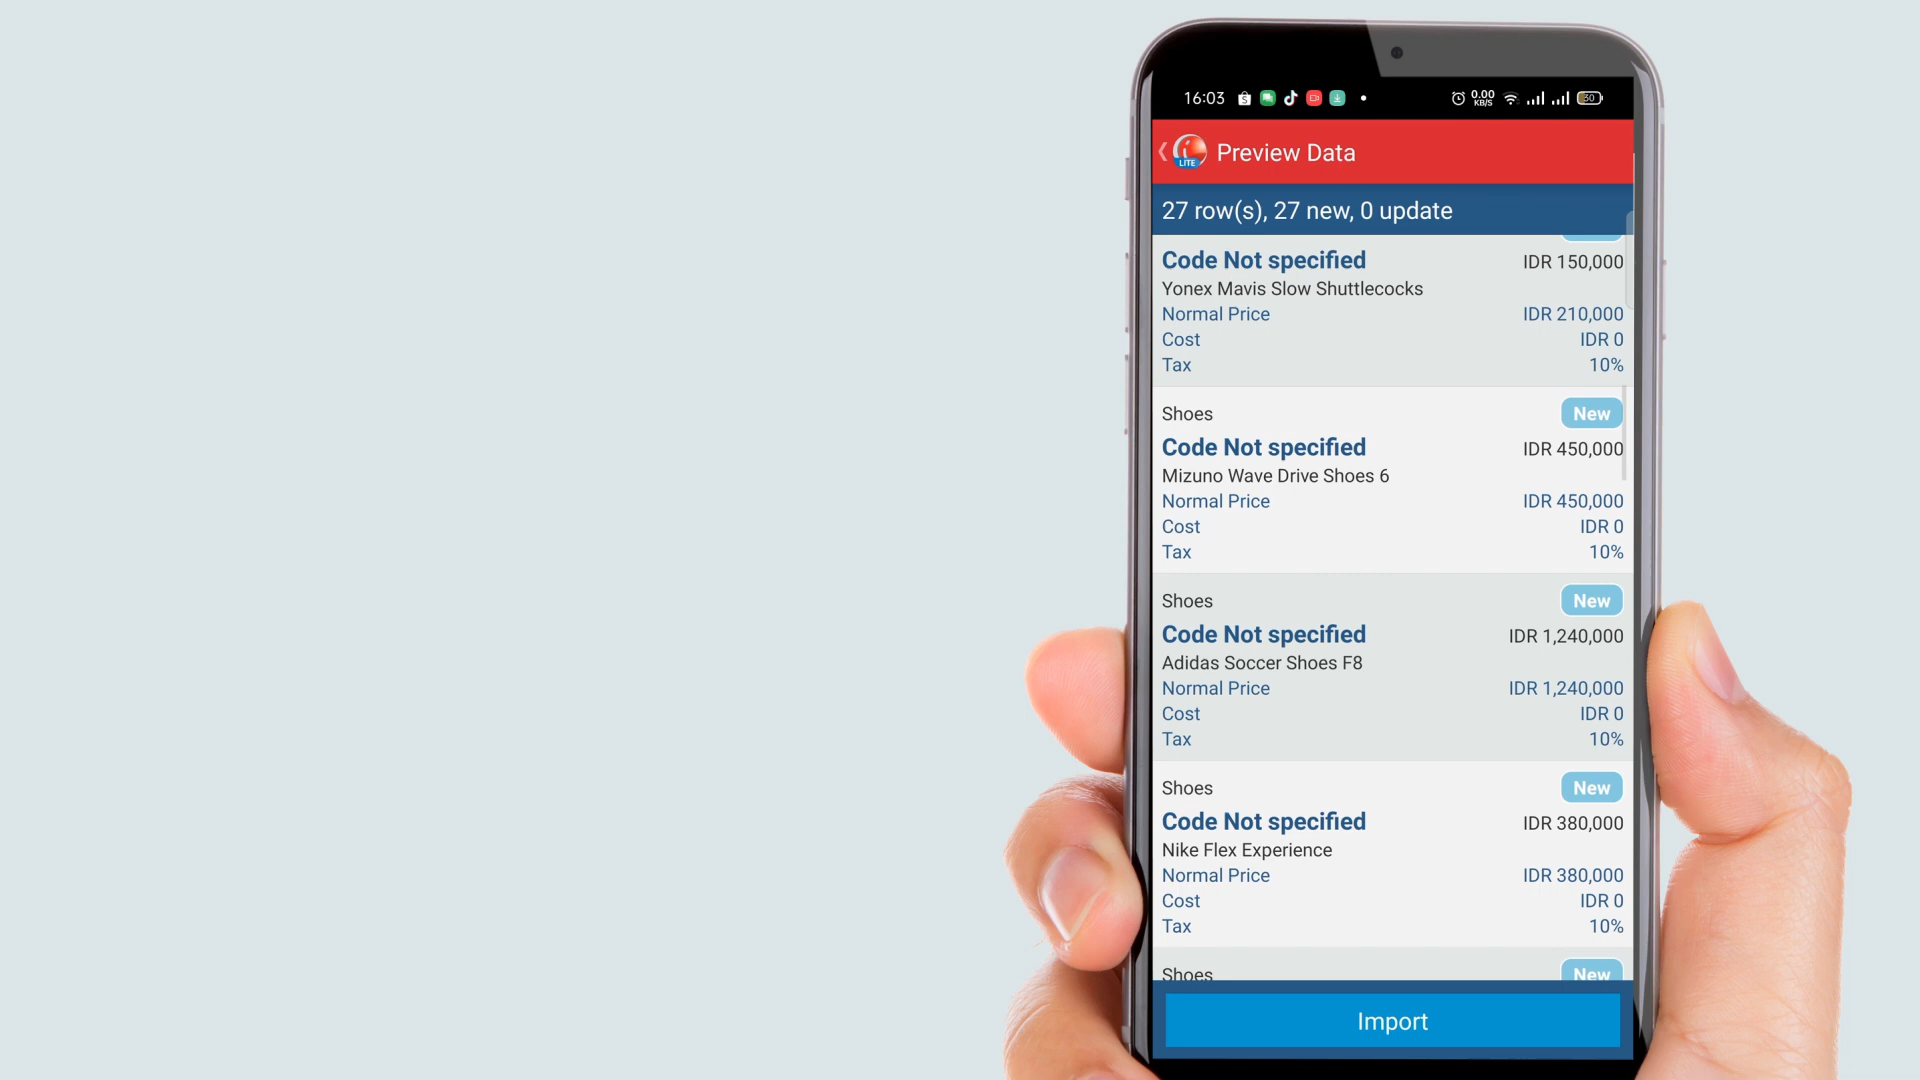 16:03
0.00
KB/S
30
LITE
Preview Data
27 row(s), 27 new, 0 update
Code Not specified
IDR 150,000
Yonex Mavis Slow Shuttlecocks
Normal Price
IDR 210,000
Cost
IDR 0
Tax
10%
Shoes
New
Code Not specified
IDR 450,000
Mizuno Wave Drive Shoes 6
Normal Price
IDR 450,000
Cost
IDR 0
Tax
10%
Shoes
New
Code Not specified
IDR 1,240,000
Adidas Soccer Shoes F8
Normal Price
IDR 1,240,000
Cost
IDR 0
Tax
10%
Shoes
New
Code Not specified
IDR 380,000
Nike Flex Experience
Normal Price
IDR 380,000
Cost
IDR 0
Tax
10%
Shoes
New
Import